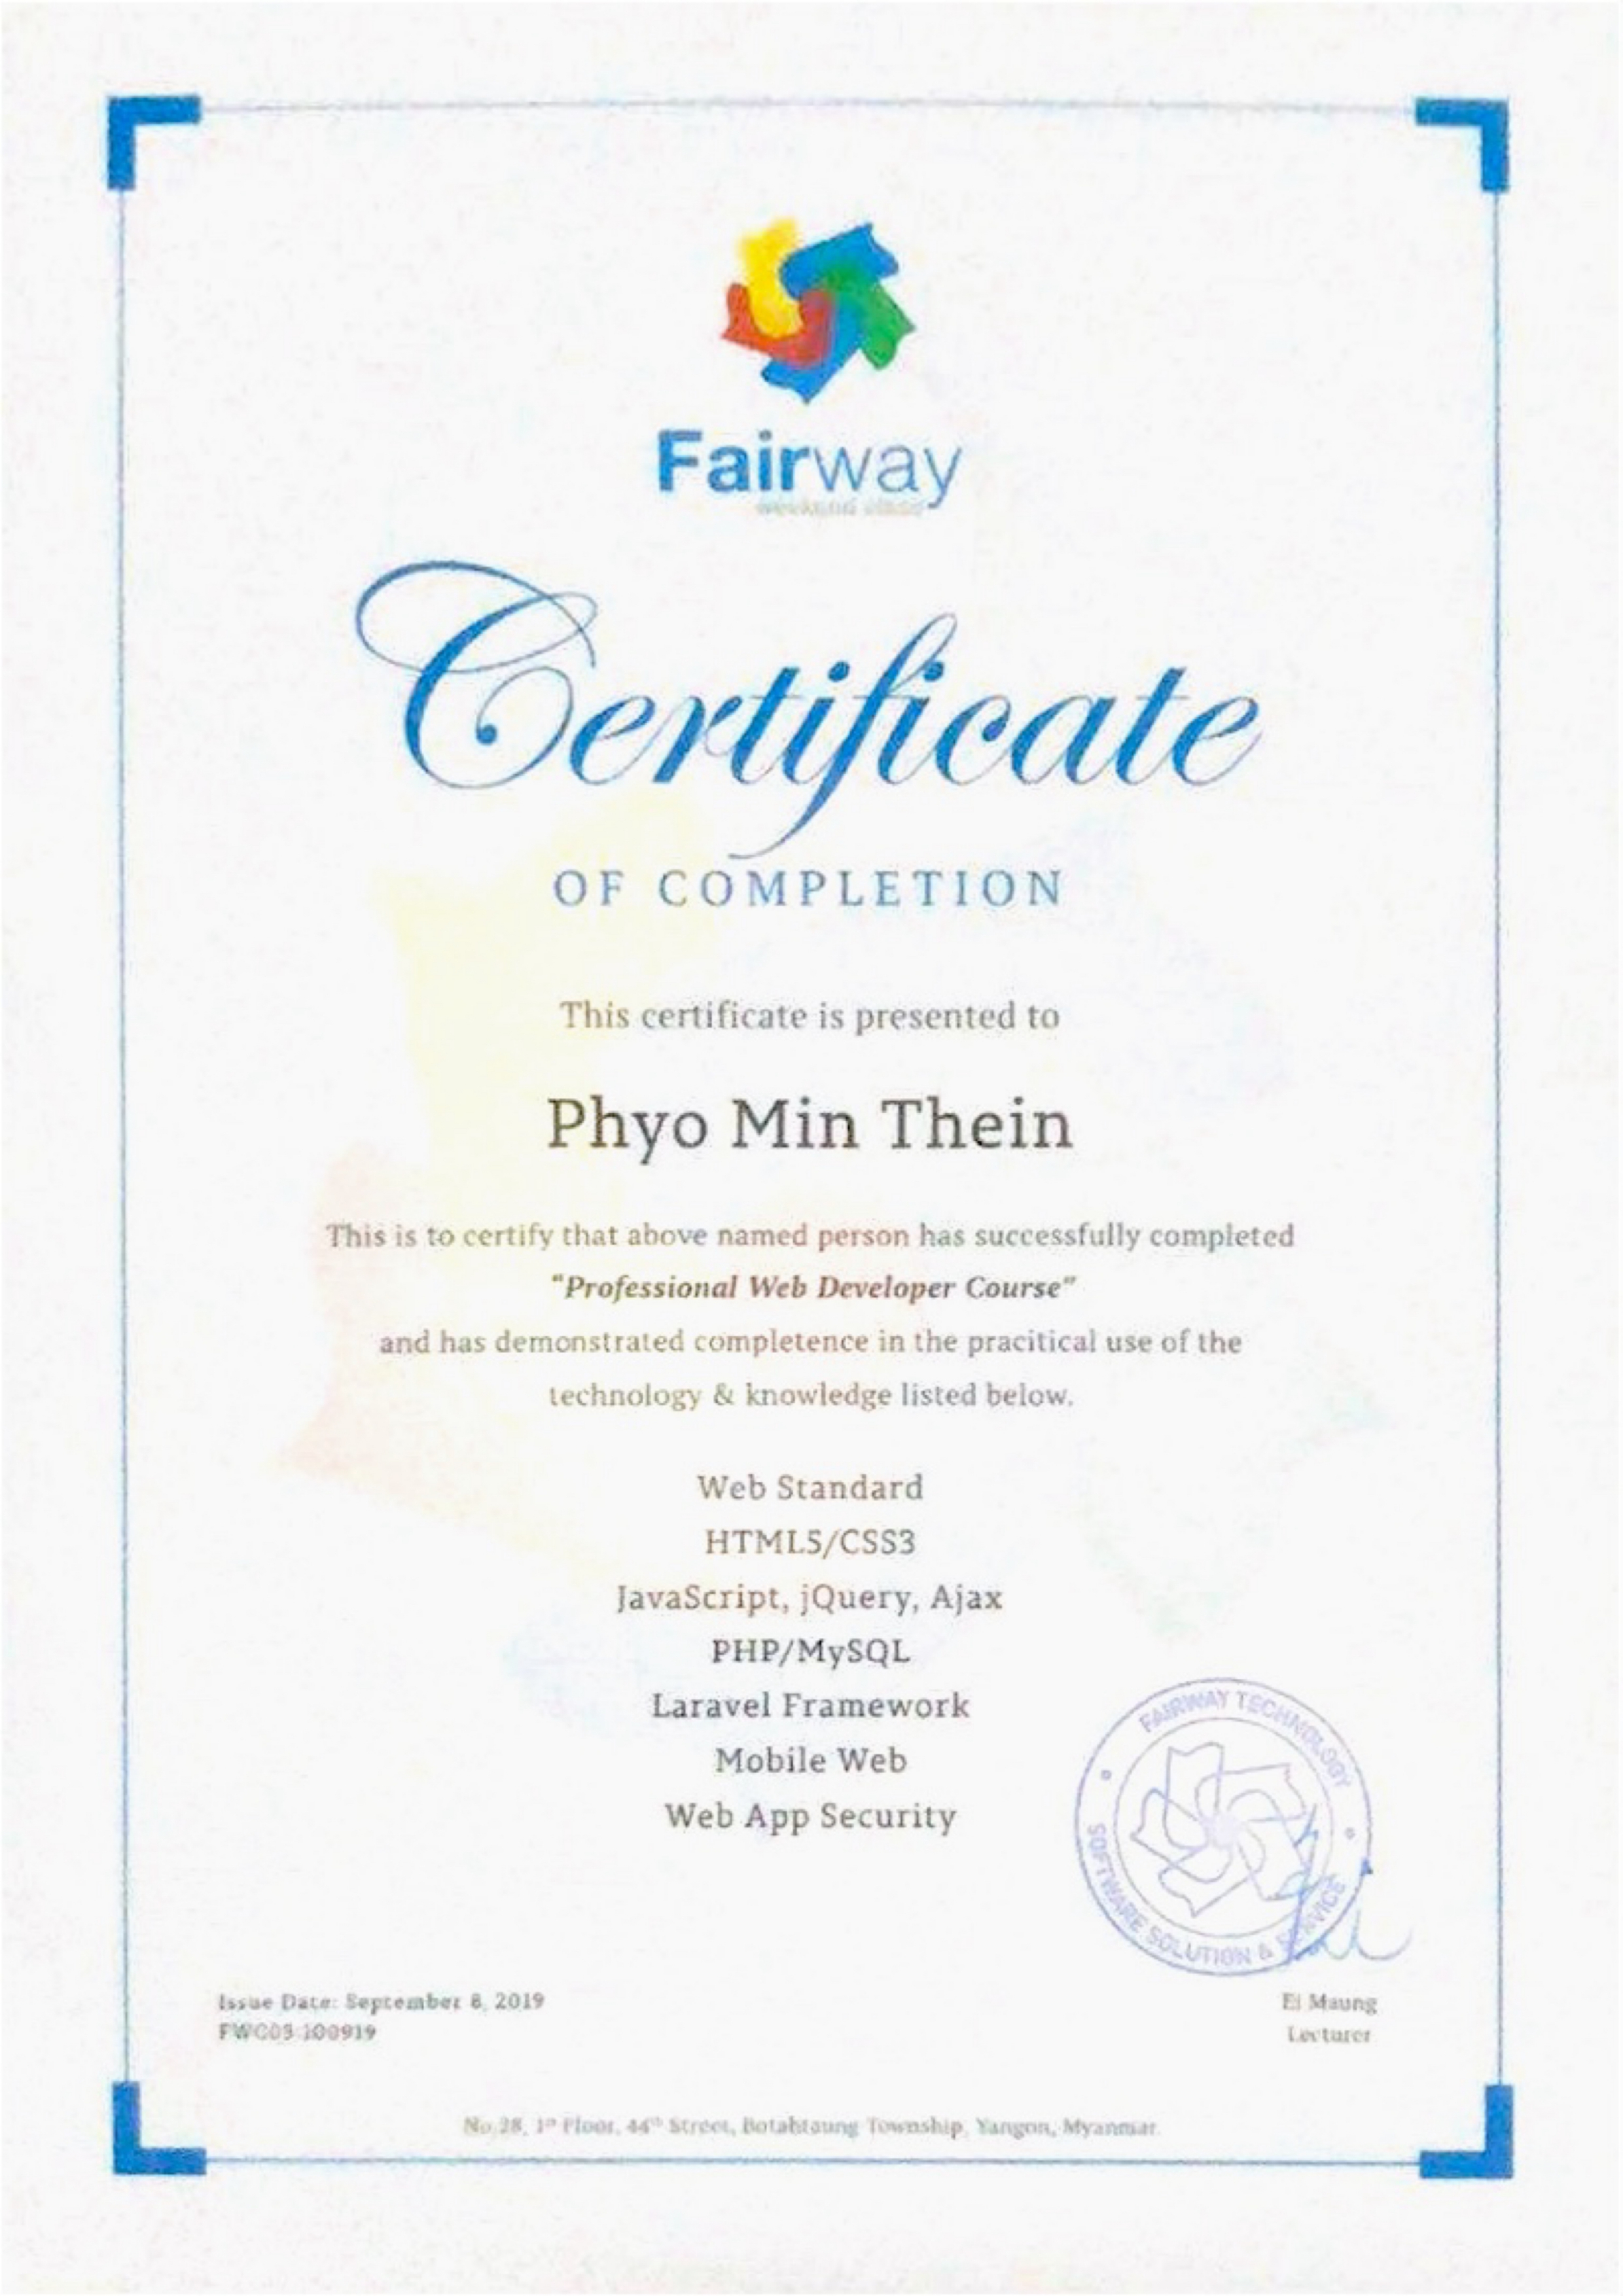 Fairway
weekend class
Certificate
OF COMPLETION
This certificate is presented to
Phyo Min Thein
This is to certify that above named person has successfully completed
“Professional Web Developer Course”
and has demonstrated completence in the pracitical use of the
technology & knowledge listed below.
Web Standard
HTML5/CSS3
JavaScript, jQuery, Ajax
PHP/MySQL
Laravel Framework
Mobile Web
Web App Security
FAIRWAY TECHNOLOGY
SOFTWARE SOLUTION & SERVICE
Issue Date: September 8, 2019
FWC03-100919
Ei Maung
Lecturer
No.28, 1st Floor, 44th Street, Botahtaung Township, Yangon, Myanmar.